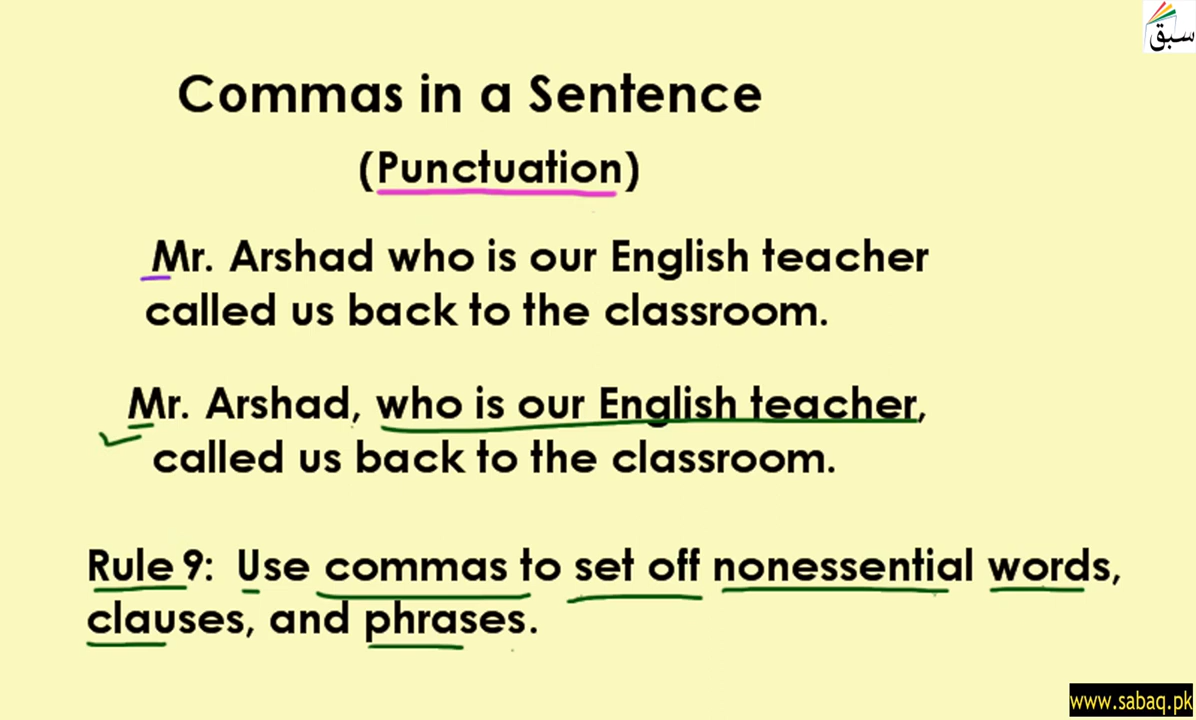 سبق
Commas in a Sentence
(Punctuation)
Mr. Arshad who is our English teacher
called us back to the classroom.
Mr. Arshad, who is our English teacher,
called us back to the classroom.
Rule 9: Use commas to set off nonessential words,
clauses, and phrases.
www.sabaq.pk